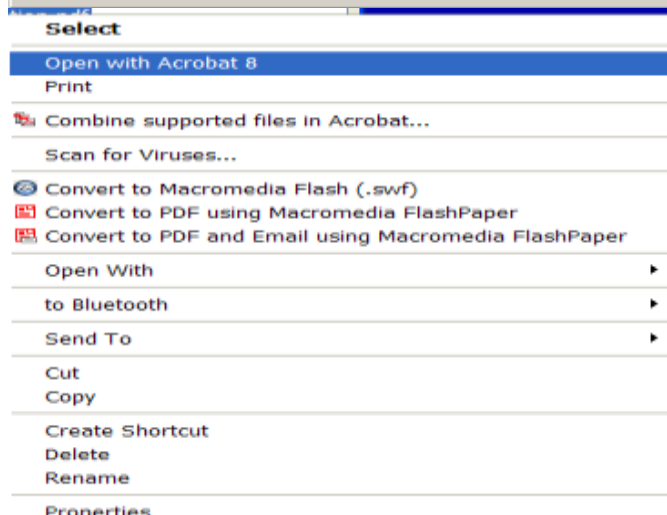 Select
Open with Acrobat 8
Print
Combine supported files in Acrobat...
Scan for Viruses...
Convert to Macromedia Flash (.swf)
Convert to PDF using Macromedia FlashPaper
Convert to PDF and Email using Macromedia FlashPaper
Open With
to Bluetooth
Send To
Cut
Copy
Create Shortcut
Delete
Rename
Properties